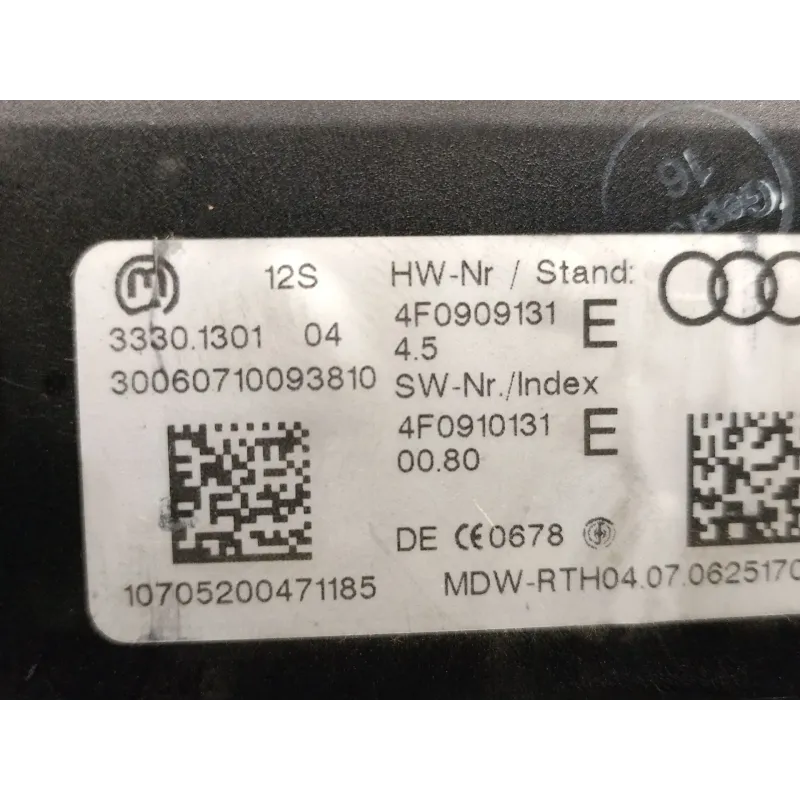 16
12S
3330.1301 04
30060710093810
10705200471185
HW-Nr / Stand:
4F0909131 E
4.5
SW-Nr./Index
4F0910131 E
00.80
DE CE0678
MDW-RTH04.07.0625170